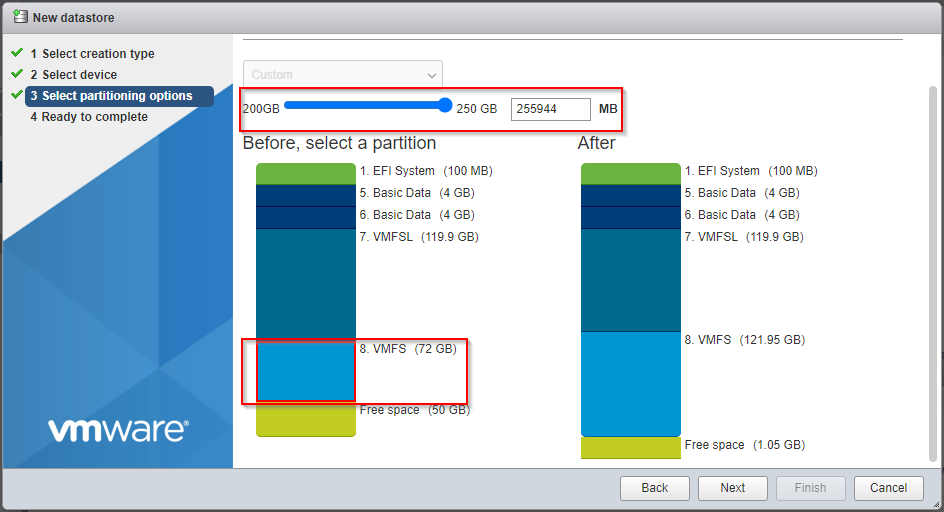 New datastore
1 Select creation type
2 Select device
3 Select partitioning options
4 Ready to complete
Custom
200GB 250 GB 255944 MB
Before, select a partition
1. EFI System (100 MB)
5. Basic Data (4 GB)
6. Basic Data (4 GB)
7. VMFSL (119.9 GB)
8. VMFS (72 GB)
Free space (50 GB)
After
1. EFI System (100 MB)
5. Basic Data (4 GB)
6. Basic Data (4 GB)
7. VMFSL (119.9 GB)
8. VMFS (121.95 GB)
Free space (1.05 GB)
vmware®
Back Next Finish Cancel